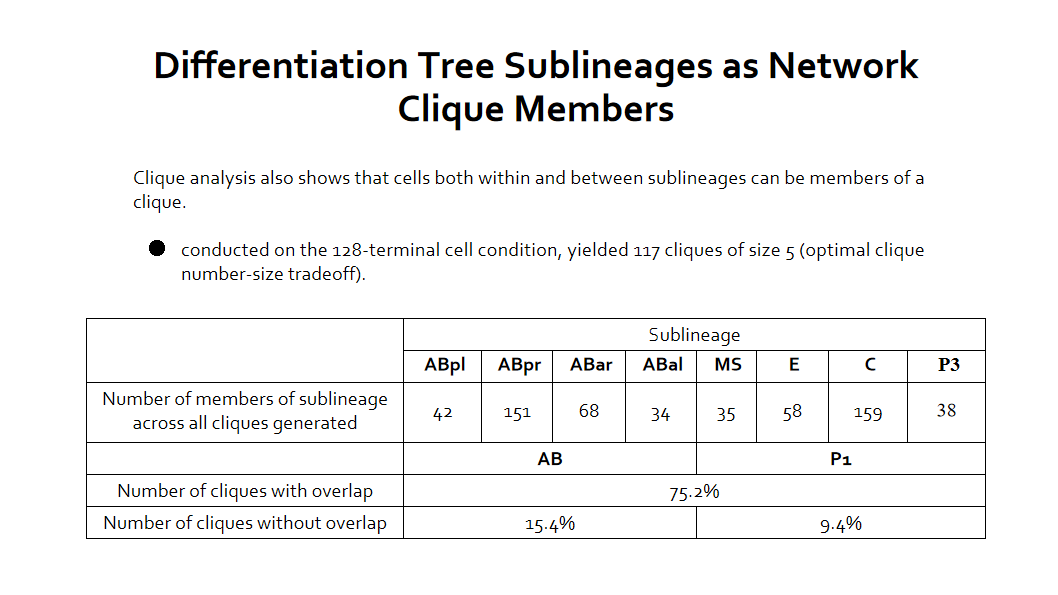 Differentiation Tree Sublineages as Network
Clique Members
Clique analysis also shows that cells both within and between sublineages can be members of a
clique.
● conducted on the 128-terminal cell condition, yielded 117 cliques of size 5 (optimal clique
number-size tradeoff).
Sublineage
ABpl ABpr ABar ABal MS E C P3
Number of members of sublineage
across all cliques generated
42 151 68 34 35 58 159 38
AB P1
Number of cliques with overlap 75.2%
Number of cliques without overlap 15.4% 9.4%